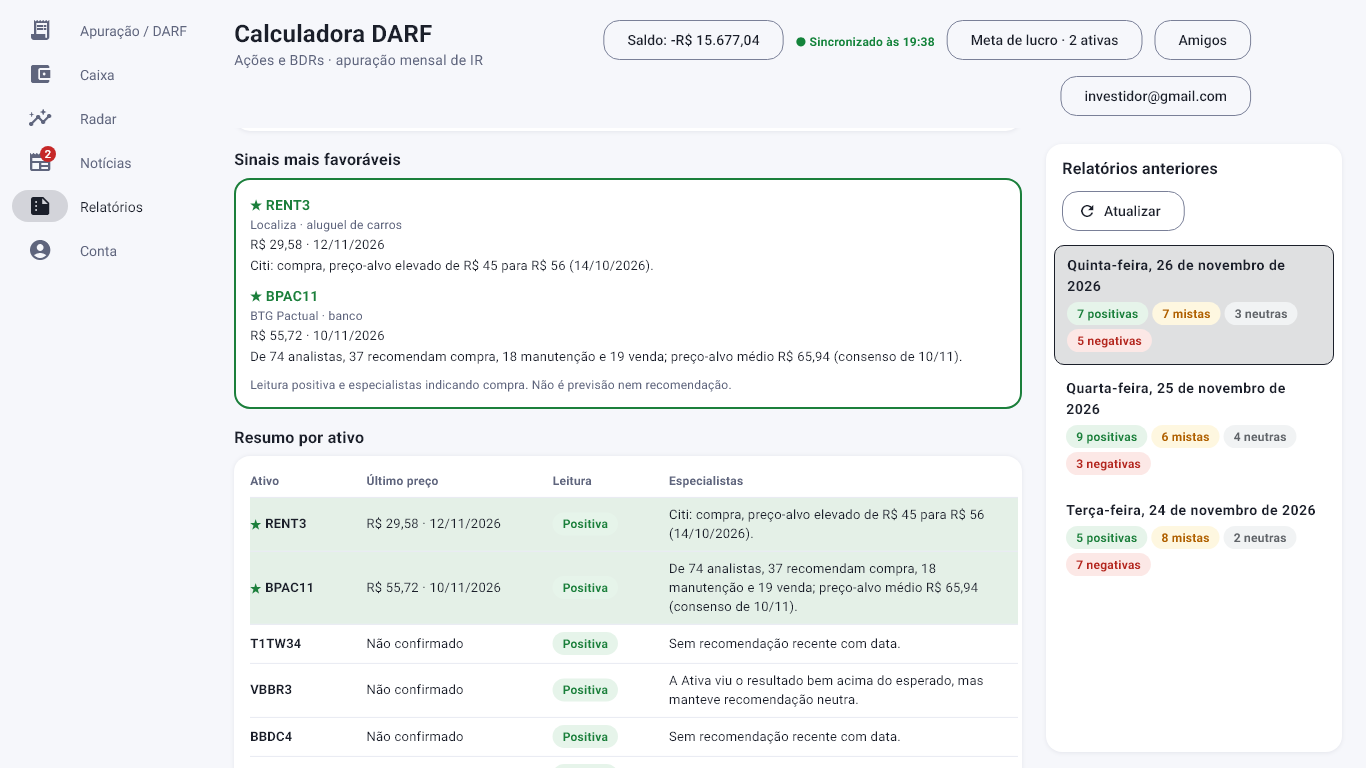 Apuração / DARF
Caixa
Radar
2
Notícias
Relatórios
Conta
Calculadora DARF
Ações e BDRs · apuração mensal de IR
Saldo: -R$ 15.677,04
Sincronizado às 19:38
Meta de lucro · 2 ativas
Amigos
investidor@gmail.com
Sinais mais favoráveis
★ RENT3
Localiza · aluguel de carros
R$ 29,58 · 12/11/2026
Citi: compra, preço-alvo elevado de R$ 45 para R$ 56 (14/10/2026).
★ BPAC11
BTG Pactual · banco
R$ 55,72 · 10/11/2026
De 74 analistas, 37 recomendam compra, 18 manutenção e 19 venda; preço-alvo médio R$ 65,94 (consenso de 10/11).
Leitura positiva e especialistas indicando compra. Não é previsão nem recomendação.
Resumo por ativo
Ativo Último preço Leitura Especialistas
★ RENT3 R$ 29,58 · 12/11/2026 Positiva Citi: compra, preço-alvo elevado de R$ 45 para R$ 56
(14/10/2026).
★ BPAC11 R$ 55,72 · 10/11/2026 Positiva De 74 analistas, 37 recomendam compra, 18
manutenção e 19 venda; preço-alvo médio R$ 65,94
(consenso de 10/11).
T1TW34 Não confirmado Positiva Sem recomendação recente com data.
VBBR3 Não confirmado Positiva A Ativa viu o resultado bem acima do esperado, mas
manteve recomendação neutra.
BBDC4 Não confirmado Positiva Sem recomendação recente com data.
Relatórios anteriores
Atualizar
Quinta-feira, 26 de novembro de
2026
7 positivas 7 mistas 3 neutras
5 negativas
Quarta-feira, 25 de novembro de
2026
9 positivas 6 mistas 4 neutras
3 negativas
Terça-feira, 24 de novembro de 2026
5 positivas 8 mistas 2 neutras
7 negativas